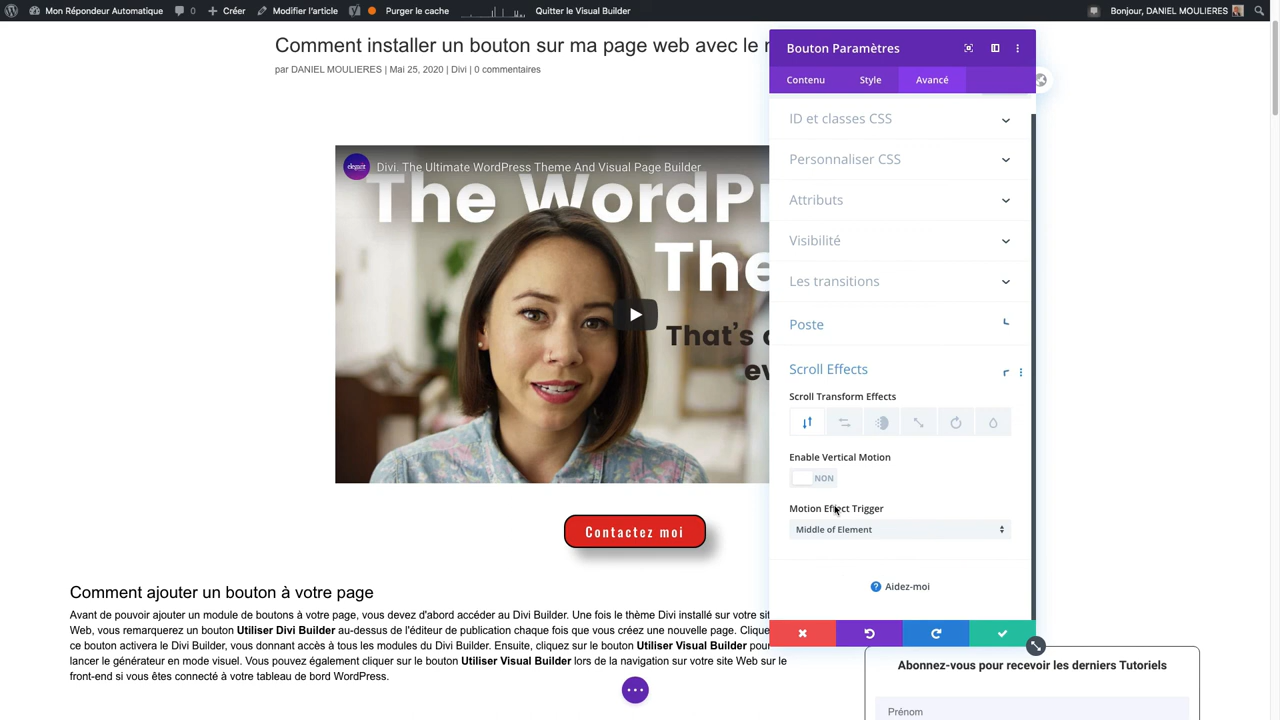 Mon Répondeur Automatique 0 Créer Modifier l'article Purger le cache Quitter le Visual Builder Bonjour, DANIEL MOULIERES
Comment installer un bouton sur ma page web avec le
par DANIEL MOULIERES | Mai 25, 2020 | Divi | 0 commentaires
Divi. The Ultimate WordPress Theme And Visual Page Builder
The WordPr
The
That's
ev
Contactez moi
Comment ajouter un bouton à votre page
Avant de pouvoir ajouter un module de boutons à votre page, vous devez d'abord accéder au Divi Builder. Une fois le thème Divi installé sur votre sit
Web, vous remarquerez un bouton Utiliser Divi Builder au-dessus de l'éditeur de publication chaque fois que vous créez une nouvelle page. Clique
ce bouton activera le Divi Builder, vous donnant accès à tous les modules du Divi Builder. Ensuite, cliquez sur le bouton Utiliser Visual Builder pour
lancer le générateur en mode visuel. Vous pouvez également cliquer sur le bouton Utiliser Visual Builder lors de la navigation sur votre site Web sur le
front-end si vous êtes connecté à votre tableau de bord WordPress.
Bouton Paramètres
Contenu Style Avancé
ID et classes CSS
Personnaliser CSS
Attributs
Visibilité
Les transitions
Poste
Scroll Effects
Scroll Transform Effects
Enable Vertical Motion
NON
Motion Effect Trigger
Middle of Element
Aidez-moi
Abonnez-vous pour recevoir les derniers Tutoriels
Prénom